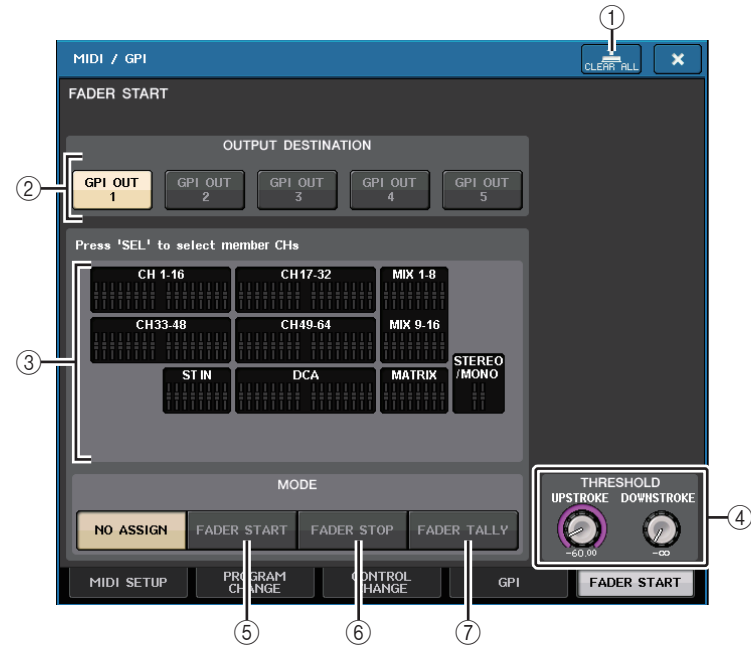 ①
MIDI / GPI
CLEAR ALL
×
FADER START
OUTPUT DESTINATION
②
GPI OUT 1
GPI OUT 2
GPI OUT 3
GPI OUT 4
GPI OUT 5
Press 'SEL' to select member CHs
③
CH 1-16
CH17-32
MIX 1-8
CH33-48
CH49-64
MIX 9-16
ST IN
DCA
MATRIX
STEREO
/MONO
MODE
NO ASSIGN
FADER START
FADER STOP
FADER TALLY
THRESHOLD
UPSTROKE
DOWNSTROKE
-60.00
-∞
④
MIDI SETUP
PROGRAM
CHANGE
CONTROL
CHANGE
GPI
FADER START
⑤
⑥
⑦